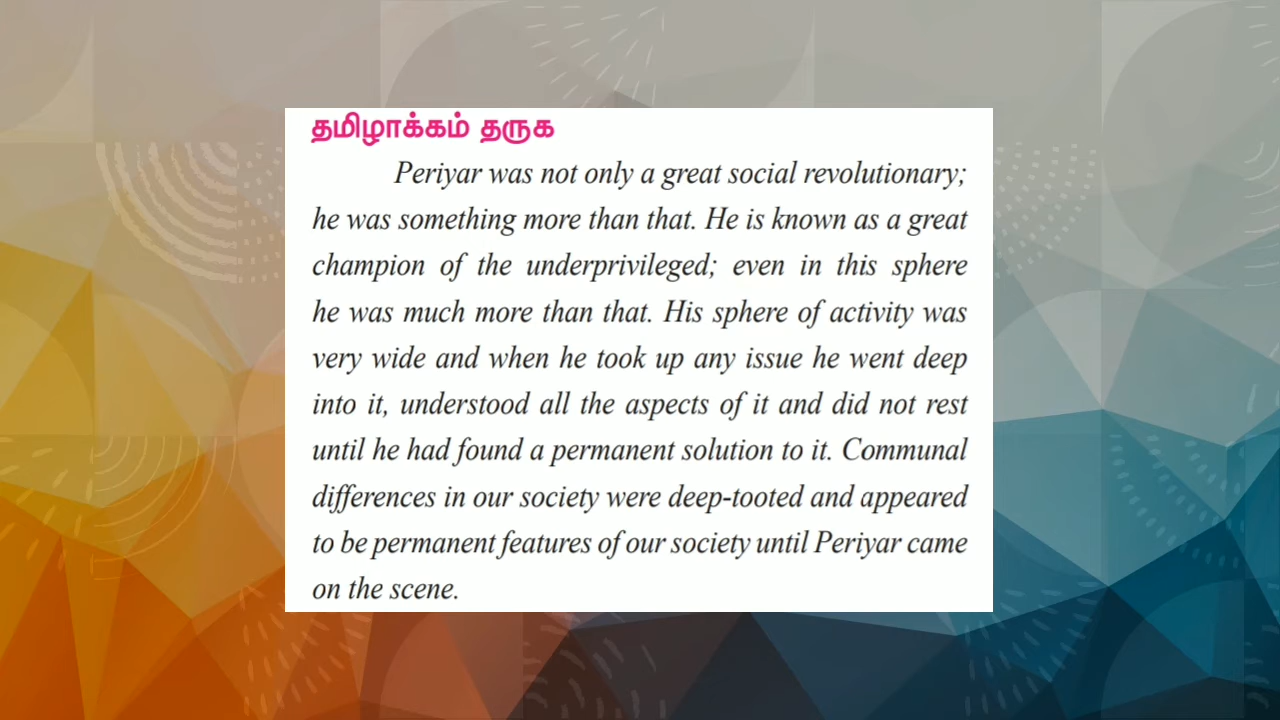 தமிழாக்கம் தருக
Periyar was not only a great social revolutionary;
he was something more than that. He is known as a great
champion of the underprivileged; even in this sphere
he was much more than that. His sphere of activity was
very wide and when he took up any issue he went deep
into it, understood all the aspects of it and did not rest
until he had found a permanent solution to it. Communal
differences in our society were deep-tooted and appeared
to be permanent features of our society until Periyar came
on the scene.